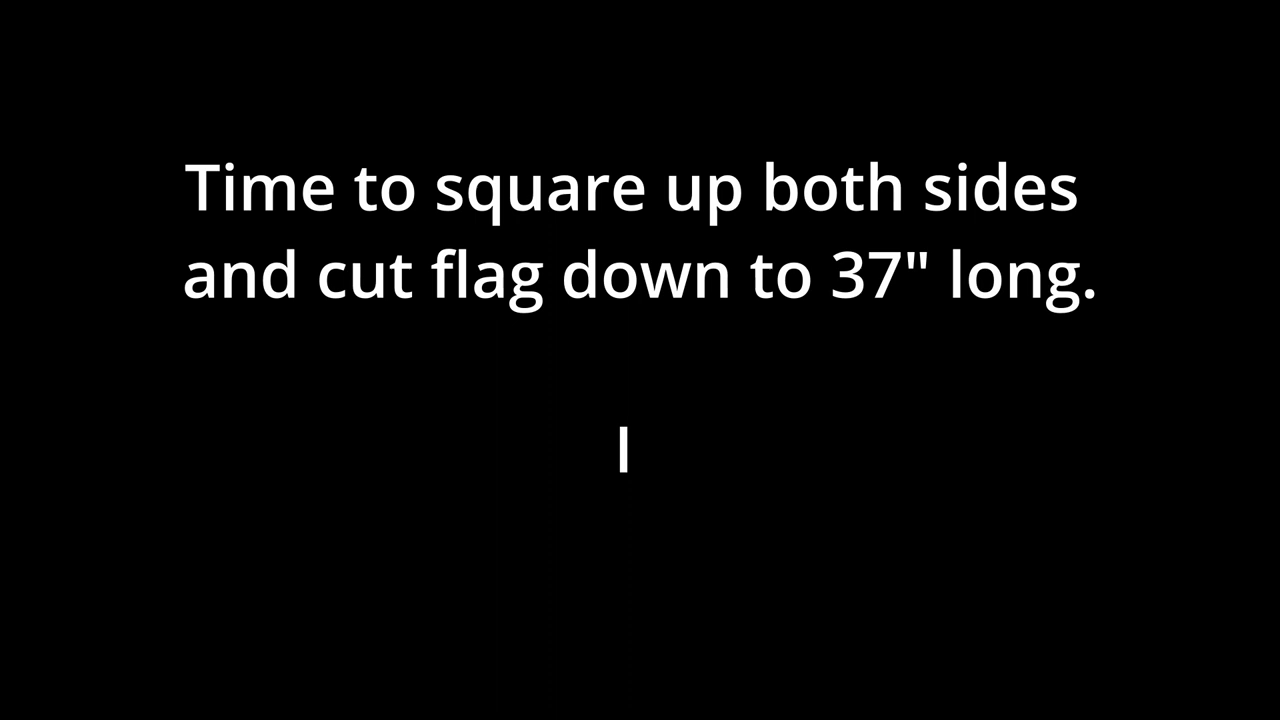 Time to square up both sides
and cut flag down to 37" long.
I